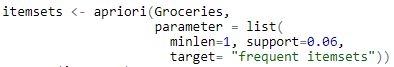 itemsets <- apriori(Groceries,
parameter = list(
minlen=1, support=0.06,
target= "frequent itemsets"))